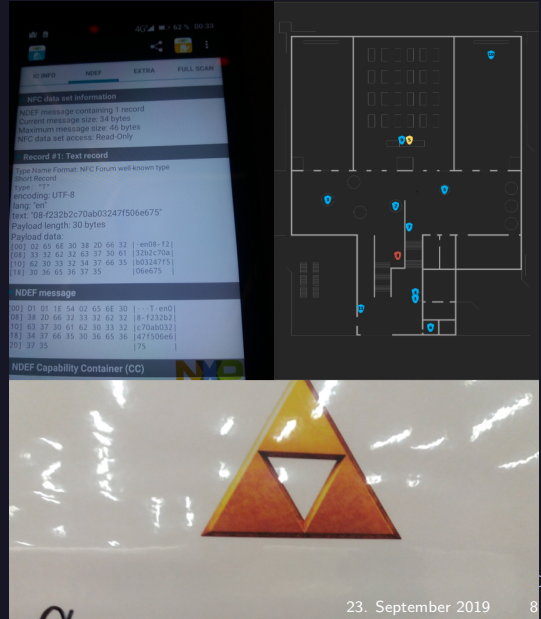 4G
62 % 00:33
IC INFO NDEF EXTRA FULL SCAN
NFC data set information
NDEF message containing 1 record
Current message size: 34 bytes
Maximum message size: 46 bytes
NFC data set access: Read-Only
Record #1: Text record
Type Name Format: NFC Forum well-known type
Short Record
type: "T"
encoding: UTF-8
lang: "en"
text: "08-f232b2c70ab03247f506e675"
Payload length: 30 bytes
Payload data:
[00] 02 65 6E 30 38 2D 66 32 |·en08-f2|
[08] 33 32 62 32 63 37 30 61 |32b2c70a|
[10] 62 30 33 32 34 37 66 35 |b03247f5|
[18] 30 36 65 36 37 35 |06e675 |
NDEF message
[00] D1 01 1E 54 02 65 6E 30 |···T·en0|
[08] 38 2D 66 32 33 32 62 32 |8-f232b2|
[10] 63 37 30 61 62 30 33 32 |c70ab032|
[18] 34 37 66 35 30 36 65 36 |47f506e6|
[20] 37 35 |75 |
NDEF Capability Container (CC)
23. September 2019 8